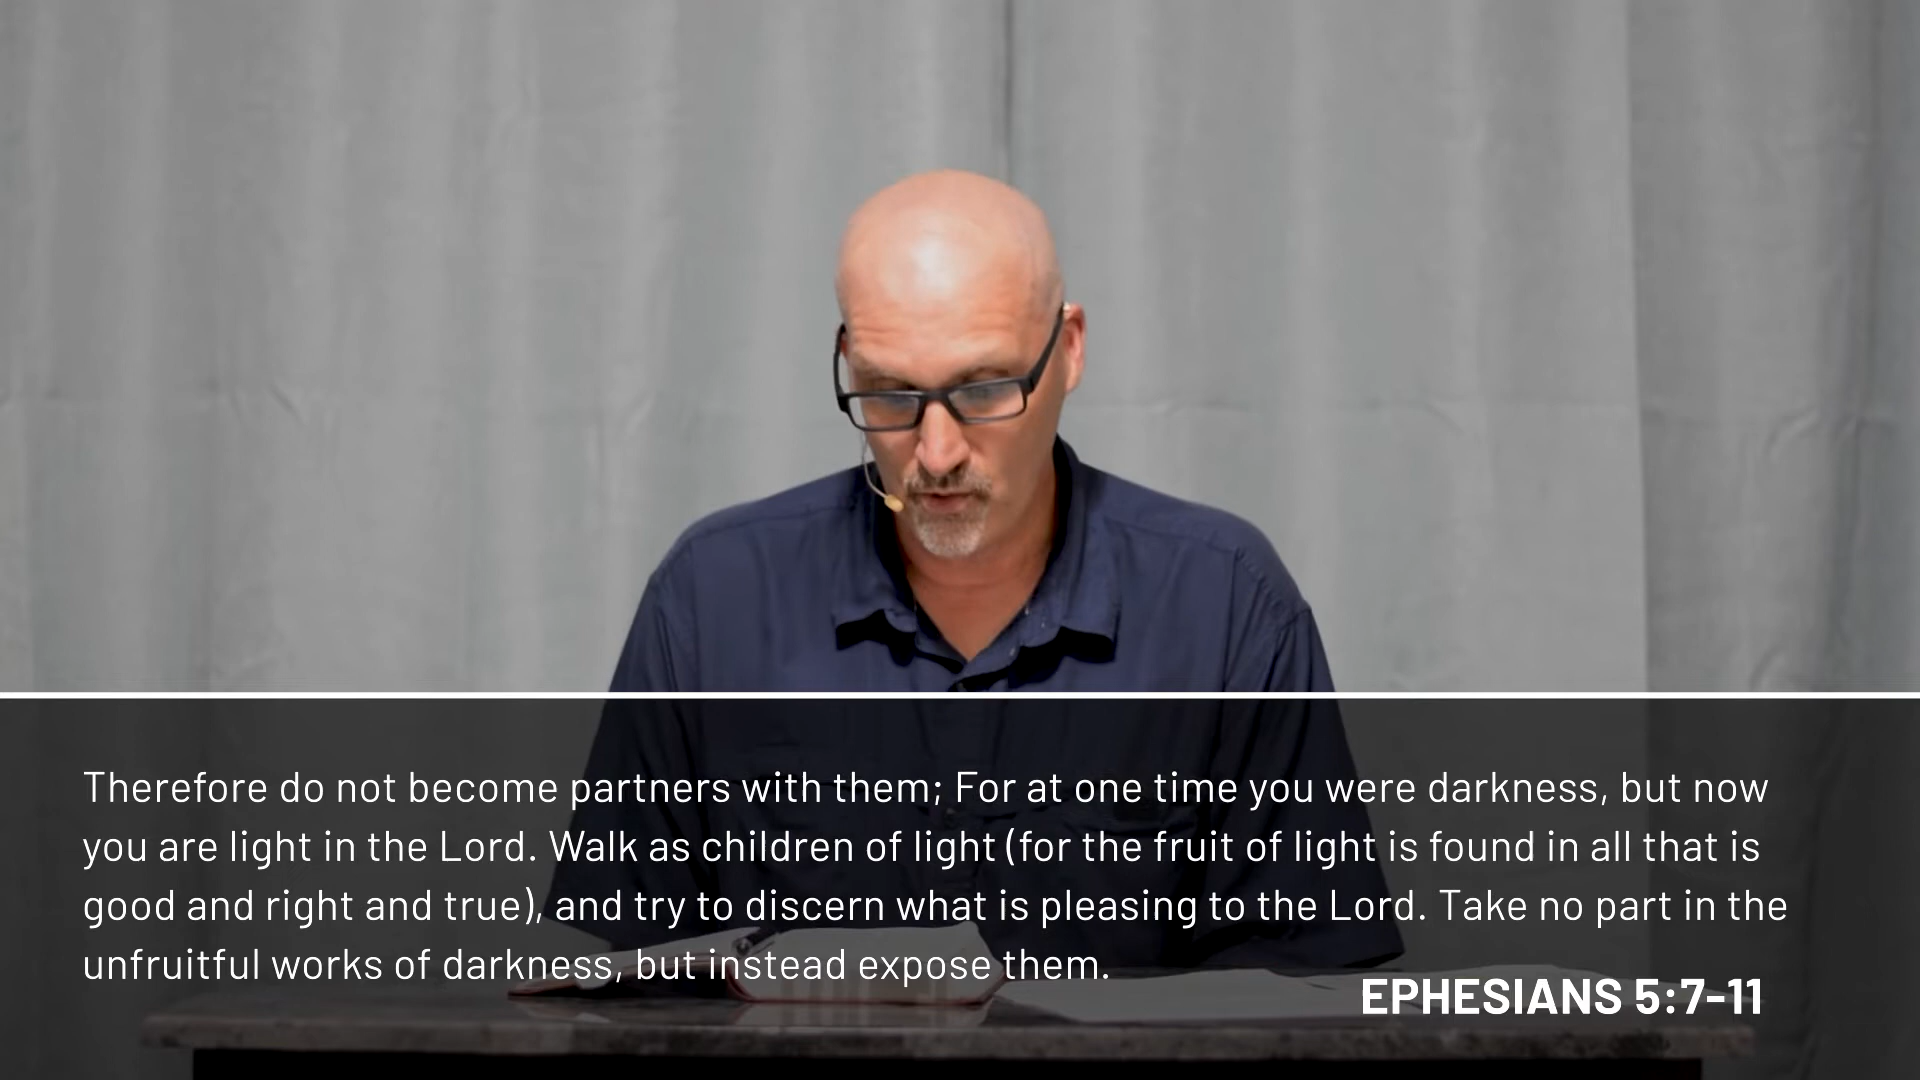 Therefore do not become partners with them; For at one time you were darkness, but now
you are light in the Lord. Walk as children of light (for the fruit of light is found in all that is
good and right and true), and try to discern what is pleasing to the Lord. Take no part in the
unfruitful works of darkness, but instead expose them.
EPHESIANS 5:7-11